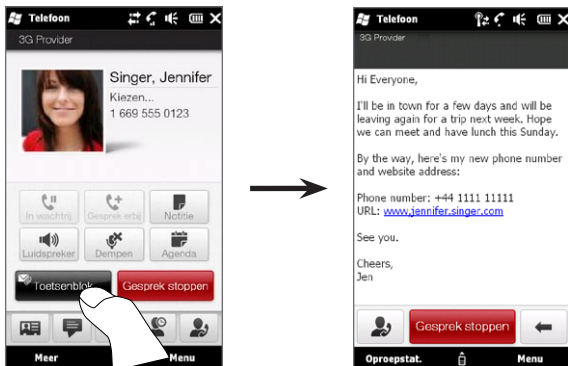 Telefoon
3G Provider
Singer, Jennifer
Kiezen...
1 669 555 0123
In wachtrij
Gesprek erbij
Notitie
Luidspreker
Dempen
Agenda
Toetsenblok
Gesprek stoppen
Meer
Menu
Telefoon
3G Provider
Hi Everyone,
I'll be in town for a few days and will be
leaving again for a trip next week. Hope
we can meet and have lunch this Sunday.
By the way, here's my new phone number
and website address:
Phone number: +44 1111 11111
URL: www.jennifer.singer.com
See you.
Cheers,
Jen
Gesprek stoppen
Oproepstat.
Menu